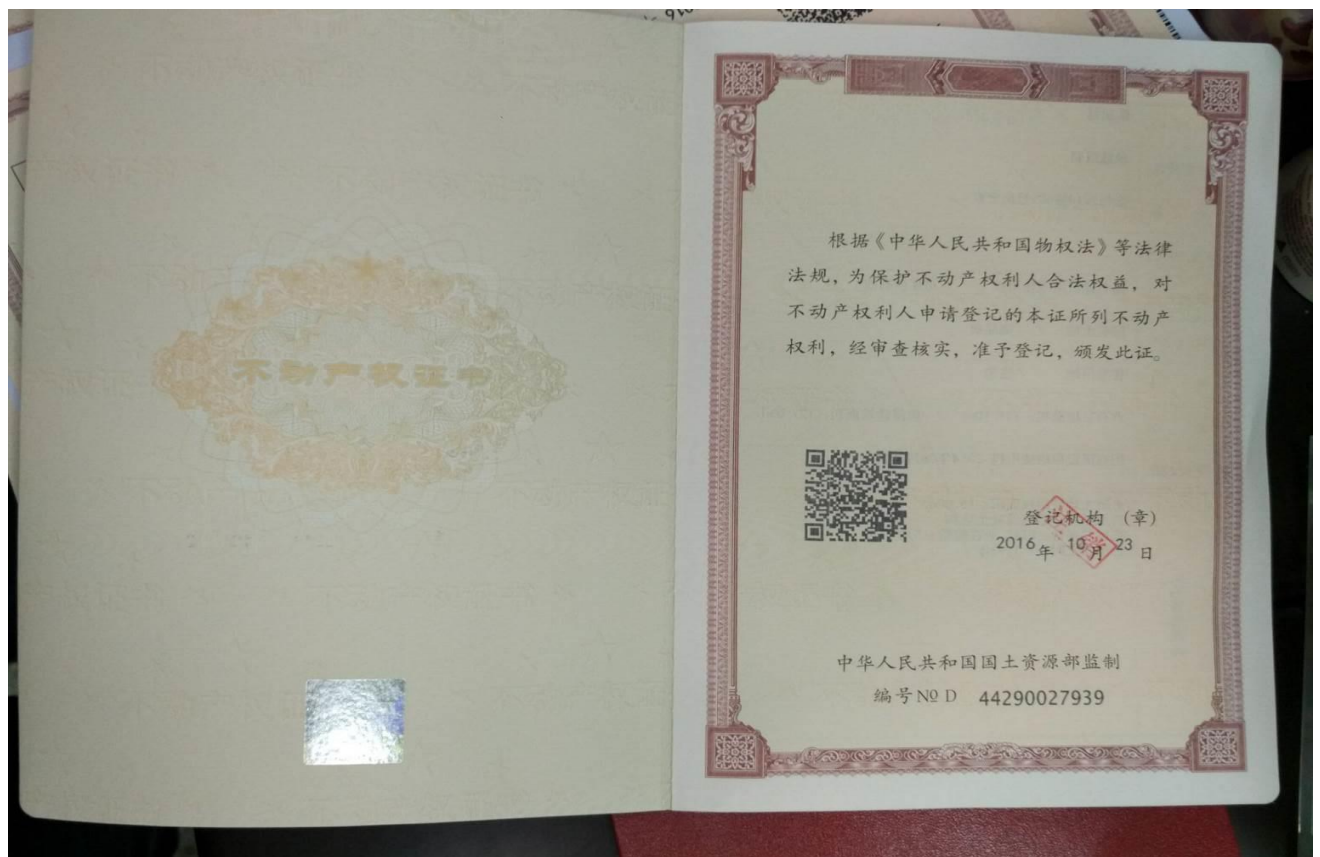 不动产权证书
根据《中华人民共和国物权法》等法律
法规，为保护不动产权利人合法权益，对
不动产权利人申请登记的本证所列不动产
权利，经审查核实，准予登记，颁发此证。
登记机构 （章）
2016年 10月 23日
中华人民共和国国土资源部监制
编号№ D 44290027939